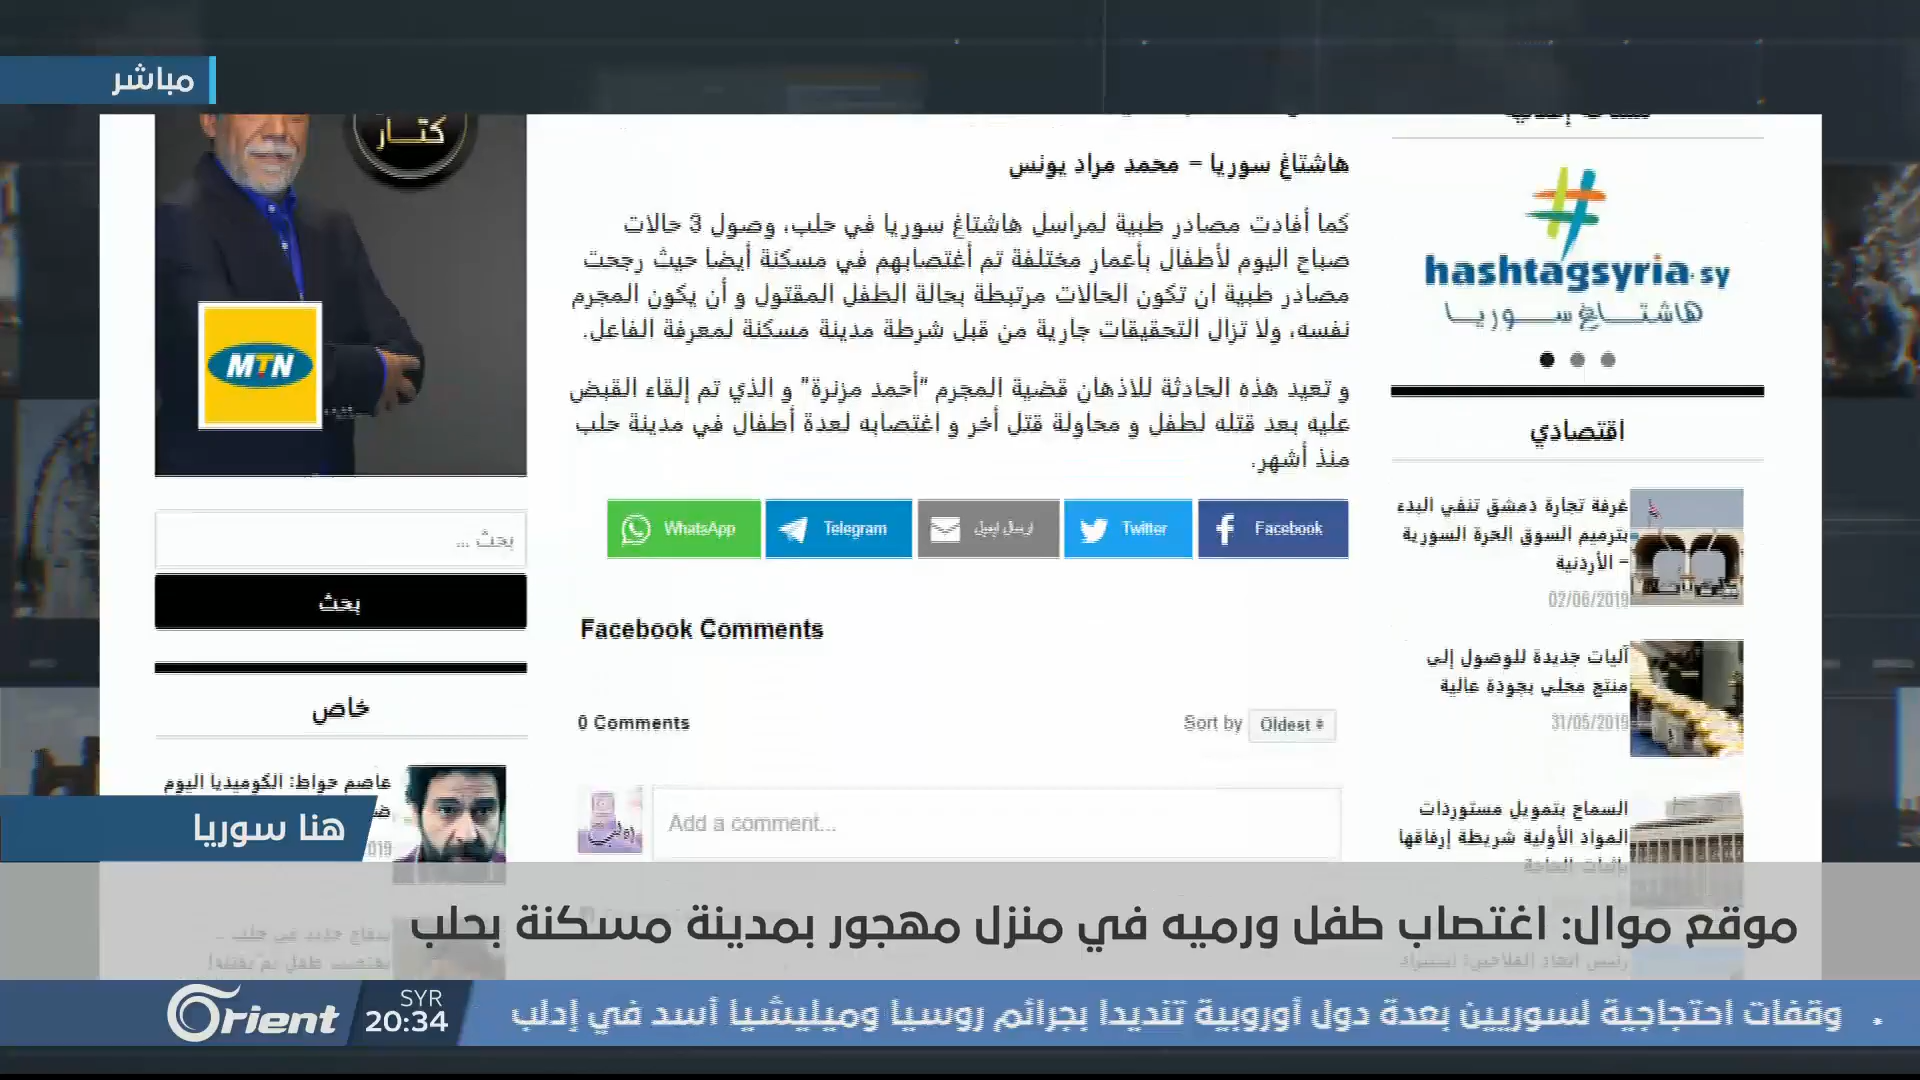 مباشر
كتار
MTN
بحث ...
بحث
خاص
عاصم حواط: الكوميديا اليوم
هاشتاغ سوريا – محمد مراد يونس
كما أفادت مصادر طبية لمراسل هاشتاغ سوريا في حلب، وصول 3 حالات
صباح اليوم لأطفال بأعمار مختلفة تم أغتصابهم في مسكنة أيضا حيث رجحت
مصادر طبية ان تكون الحالات مرتبطة بحالة الطفل المقتول و أن يكون المجرم
نفسه، ولا تزال التحقيقات جارية من قبل شرطة مدينة مسكنة لمعرفة الفاعل.
و تعيد هذه الحادثة للاذهان قضية المجرم "أحمد مزنرة" و الذي تم إلقاء القبض
عليه بعد قتله لطفل و محاولة قتل أخر و اغتصابه لعدة أطفال في مدينة حلب
منذ أشهر.
WhatsApp
Telegram
ارسل ايميل
Twitter
Facebook
Facebook Comments
0 Comments
Sort by Oldest
Add a comment...
hashtagsyria.sy
هاشتاغ سوريا
اقتصادي
غرفة تجارة دمشق تنفي البدء
بترميم السوق الحرة السورية
– الأردنية
02/06/2019
آليات جديدة للوصول إلى
منتج محلي بجودة عالية
31/05/2019
السماح بتمويل مستوردات
المواد الأولية شريطة إرفاقها
هنا سوريا
موقع موال: اغتصاب طفل ورميه في منزل مهجور بمدينة مسكنة بحلب
Orient
SYR
20:34
وقفات احتجاجية لسوريين بعدة دول أوروبية تنديدا بجرائم روسيا وميليشيا أسد في إدلب